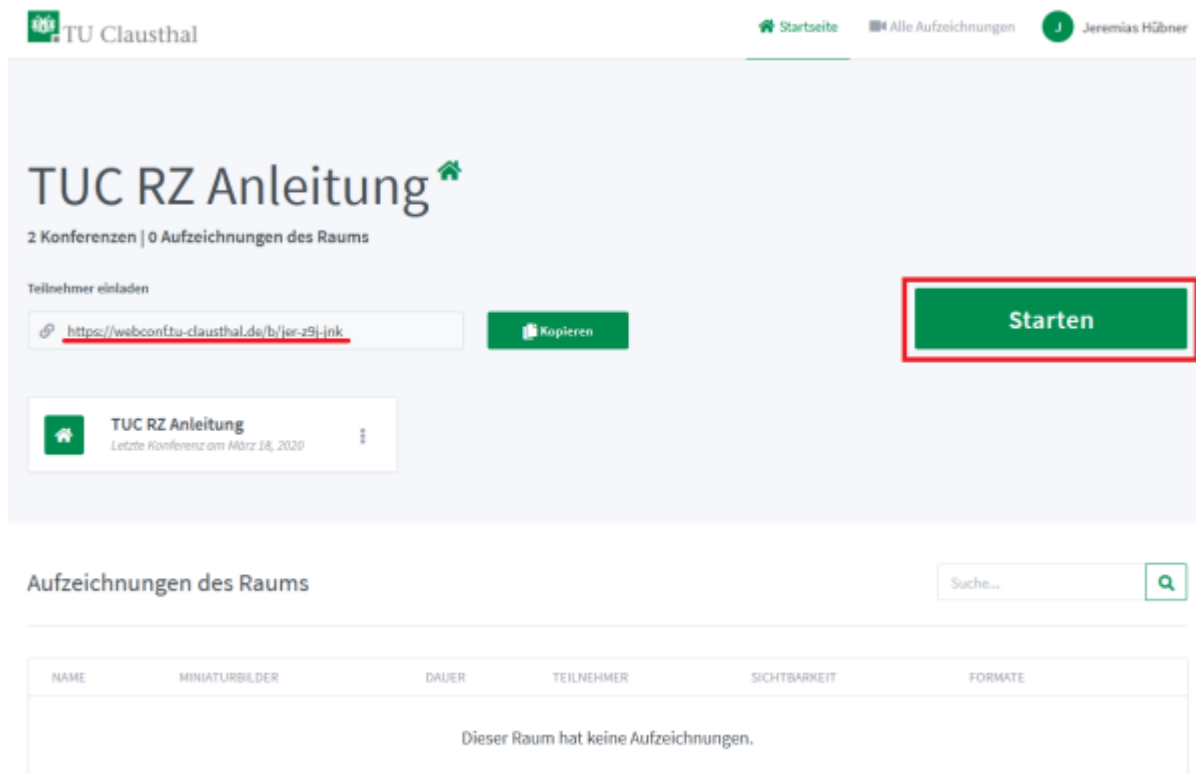 TU Clausthal
Startseite
Alle Aufzeichnungen
J
Jeremias Hübner
TUC RZ Anleitung
2 Konferenzen | 0 Aufzeichnungen des Raums
Teilnehmer einladen
https://webconf.tu-clausthal.de/b/jer-z9j-jnk
Kopieren
Starten
TUC RZ Anleitung
Letzte Konferenz am März 18, 2020
Aufzeichnungen des Raums
Suche...
NAME MINIATURBILDER DAUER TEILNEHMER SICHTBARKEIT FORMATE
Dieser Raum hat keine Aufzeichnungen.